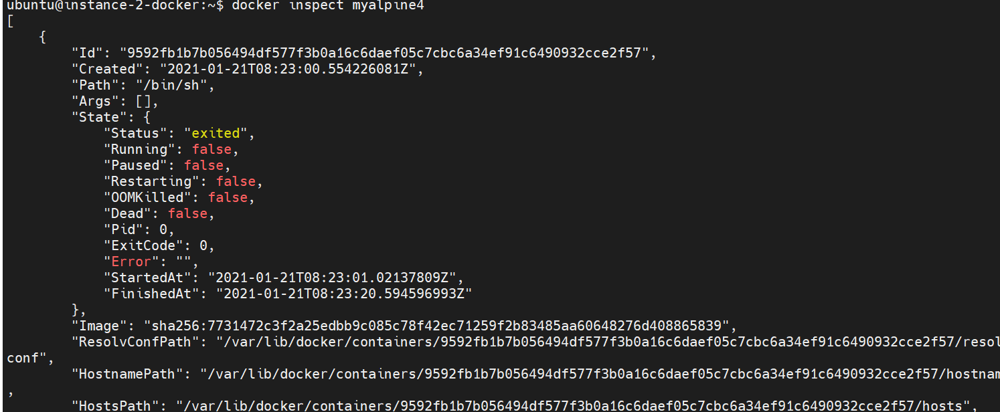 ubuntu@instance-2-docker:~$ docker inspect myalpine4
[
    {
        "Id": "9592fb1b7b056494df577f3b0a16c6daef05c7cbc6a34ef91c6490932cce2f57",
        "Created": "2021-01-21T08:23:00.554226081Z",
        "Path": "/bin/sh",
        "Args": [],
        "State": {
            "Status": "exited",
            "Running": false,
            "Paused": false,
            "Restarting": false,
            "OOMKilled": false,
            "Dead": false,
            "Pid": 0,
            "ExitCode": 0,
            "Error": "",
            "StartedAt": "2021-01-21T08:23:01.02137809Z",
            "FinishedAt": "2021-01-21T08:23:20.594596993Z"
        },
        "Image": "sha256:7731472c3f2a25edbb9c085c78f42ec71259f2b83485aa60648276d408865839",
        "ResolvConfPath": "/var/lib/docker/containers/9592fb1b7b056494df577f3b0a16c6daef05c7cbc6a34ef91c6490932cce2f57/resol
conf",
        "HostnamePath": "/var/lib/docker/containers/9592fb1b7b056494df577f3b0a16c6daef05c7cbc6a34ef91c6490932cce2f57/hostnam
,
        "HostsPath": "/var/lib/docker/containers/9592fb1b7b056494df577f3b0a16c6daef05c7cbc6a34ef91c6490932cce2f57/hosts",